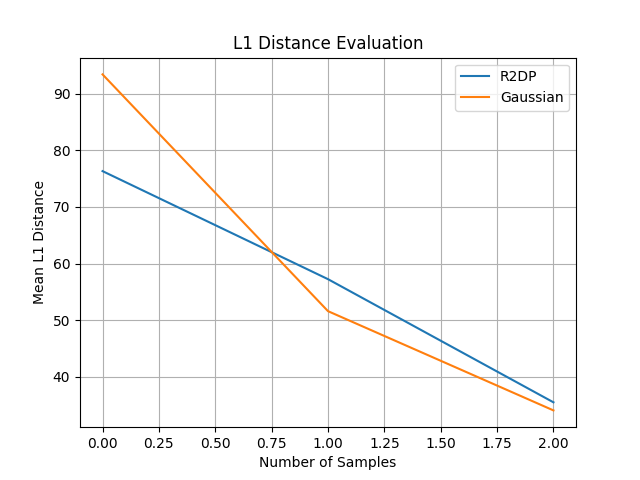 L1 Distance Evaluation
R2DP
Gaussian
Mean L1 Distance
90
80
70
60
50
40
0.00 0.25 0.50 0.75 1.00 1.25 1.50 1.75 2.00
Number of Samples